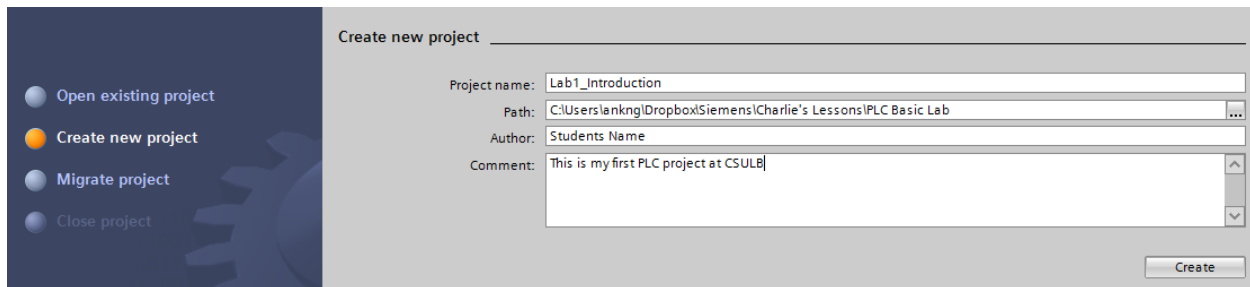 Create new project
Open existing project
Create new project
Migrate project
Close project
Project name: Lab1_Introduction
Path: C:\Users\ankng\Dropbox\Siemens\Charlie's Lessons\PLC Basic Lab
...
Author: Students Name
Comment: This is my first PLC project at CSULB
Create